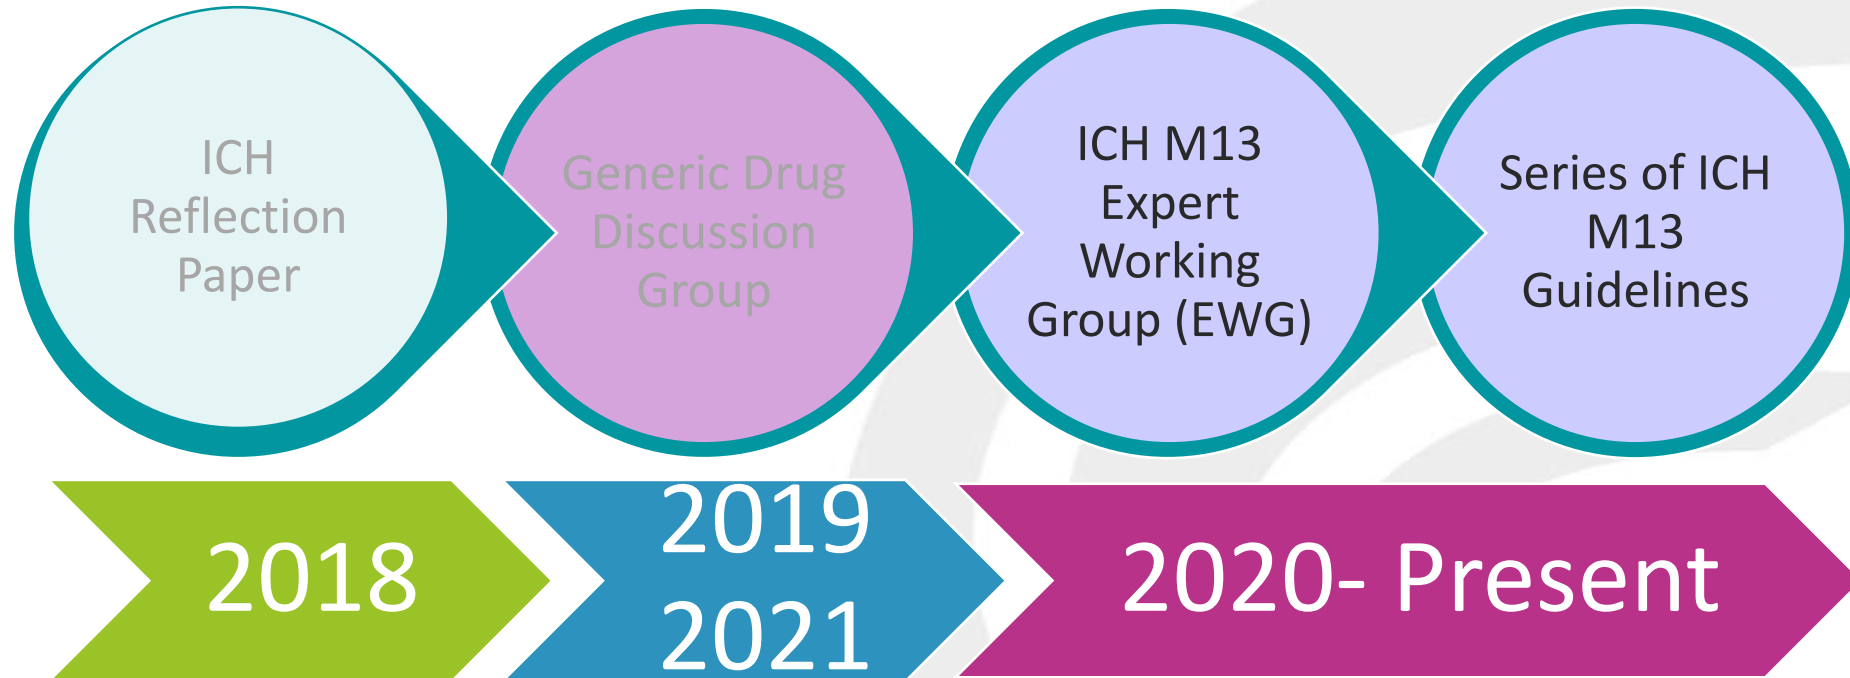 ICH
Reflection
Paper
Generic Drug
Discussion
Group
ICH M13
Expert
Working
Group (EWG)
Series of ICH
M13
Guidelines
2018
2019
2021
2020- Present